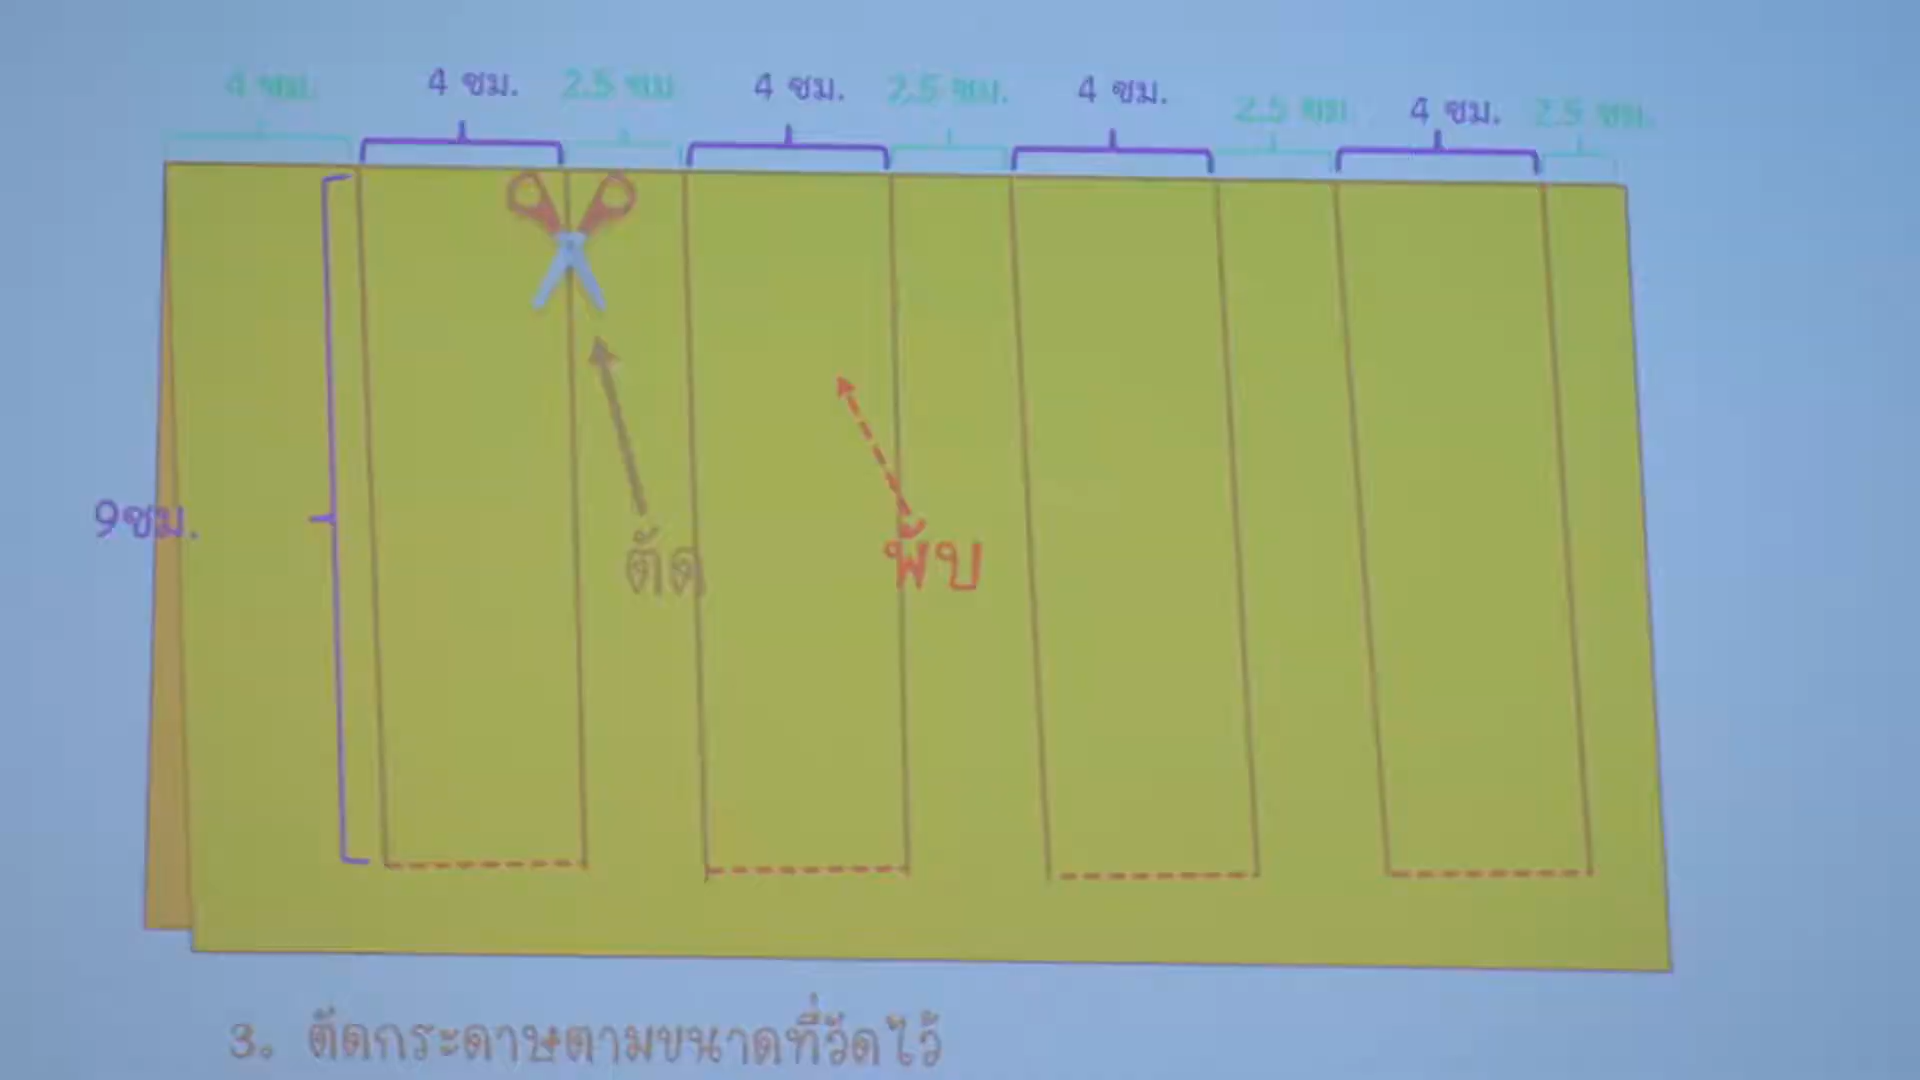 4 ซม. 4 ซม. 2.5 ซม 4 ซม. 2.5 ซม. 4 ซม. 2.5 ซม 4 ซม. 2.5 ซม.
9ซม.
ตัด
พับ
3. ตัดกระดาษตามขนาดที่วัดไว้